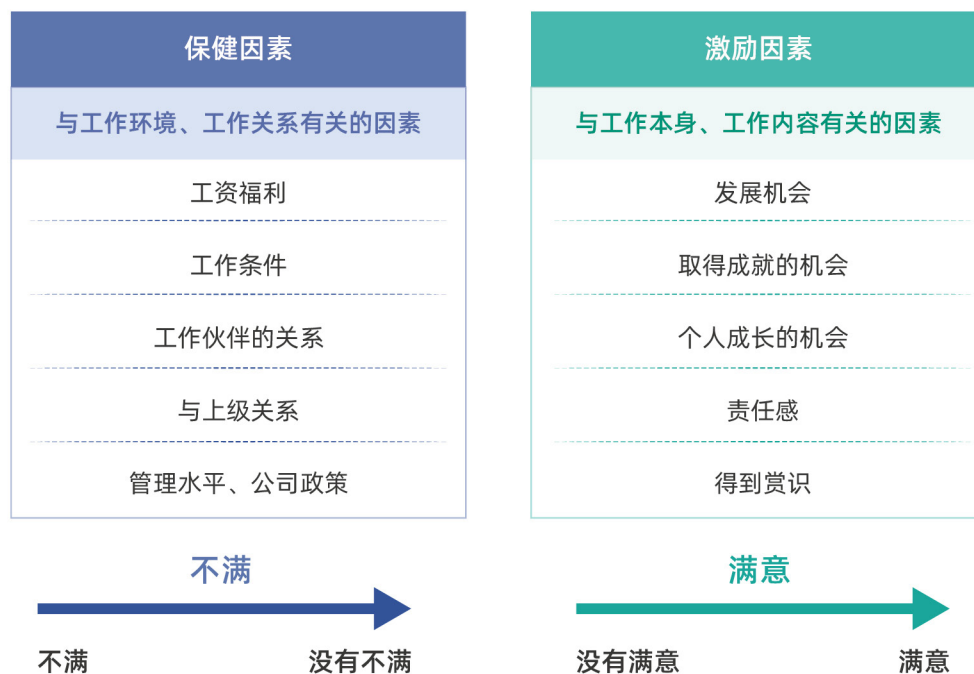 保健因素
与工作环境、工作关系有关的因素
工资福利
工作条件
工作伙伴的关系
与上级关系
管理水平、公司政策
不满
不满
没有不满
激励因素
与工作本身、工作内容有关的因素
发展机会
取得成就的机会
个人成长的机会
责任感
得到赏识
满意
没有满意
满意